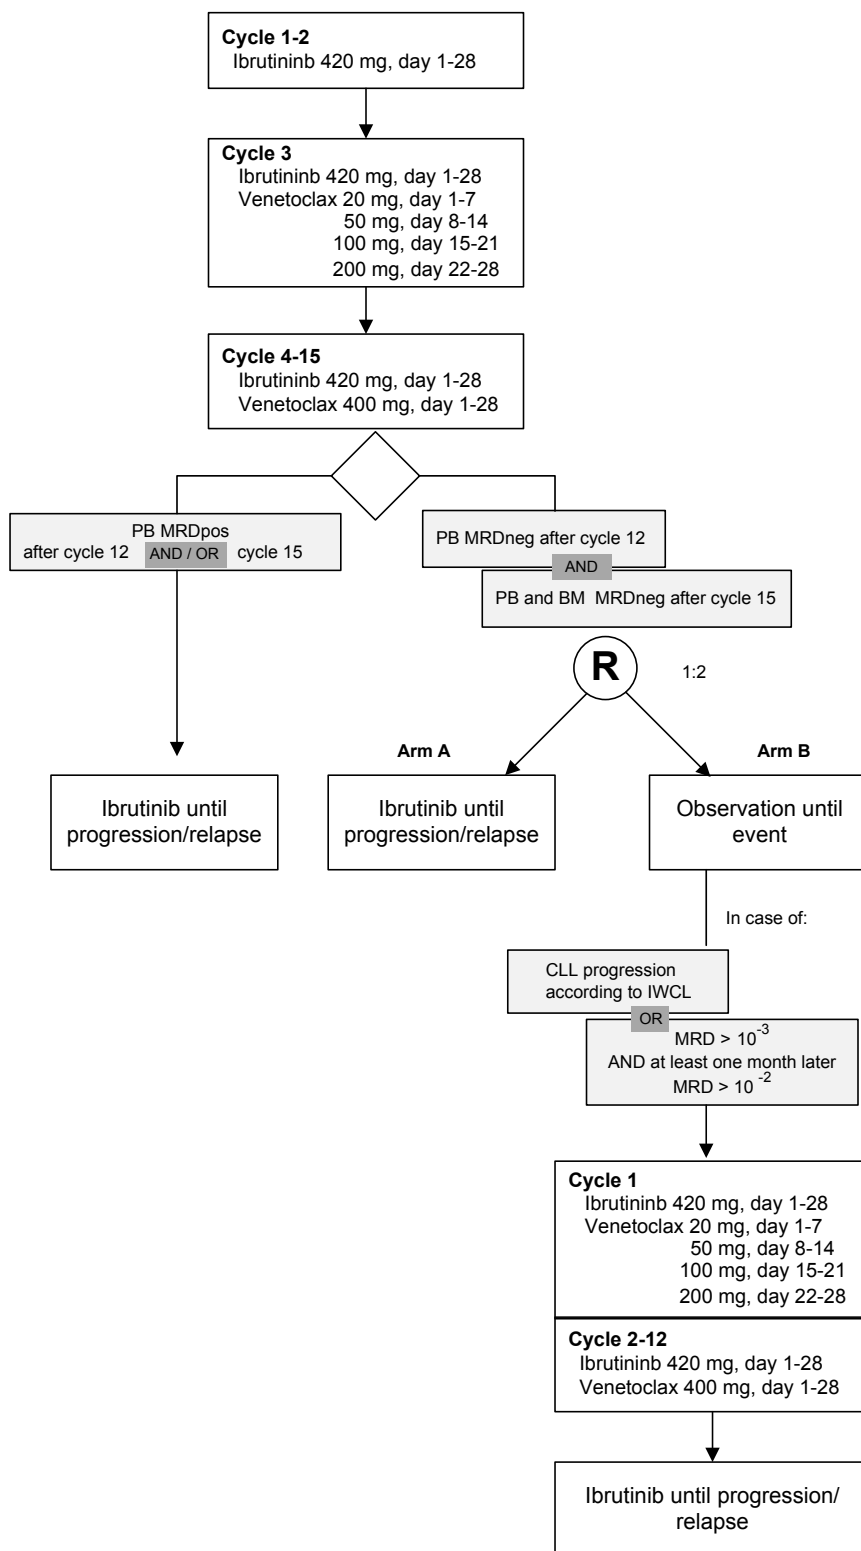 Cycle 1-2
Ibrutininb 420 mg, day 1-28
Cycle 3
Ibrutininb 420 mg, day 1-28
Venetoclax 20 mg, day 1-7
50 mg, day 8-14
100 mg, day 15-21
200 mg, day 22-28
Cycle 4-15
Ibrutininb 420 mg, day 1-28
Venetoclax 400 mg, day 1-28
PB MRDpos
after cycle 12 AND / OR cycle 15
PB MRDneg after cycle 12
AND
PB and BM MRDneg after cycle 15
R 1:2
Arm A
Arm B
Ibrutinib until
progression/relapse
Ibrutinib until
progression/relapse
Observation until
event
In case of:
CLL progression
according to IWCL
OR
MRD > 10-3
AND at least one month later
MRD > 10 -2
Cycle 1
Ibrutininb 420 mg, day 1-28
Venetoclax 20 mg, day 1-7
50 mg, day 8-14
100 mg, day 15-21
200 mg, day 22-28
Cycle 2-12
Ibrutininb 420 mg, day 1-28
Venetoclax 400 mg, day 1-28
Ibrutinib until progression/
relapse